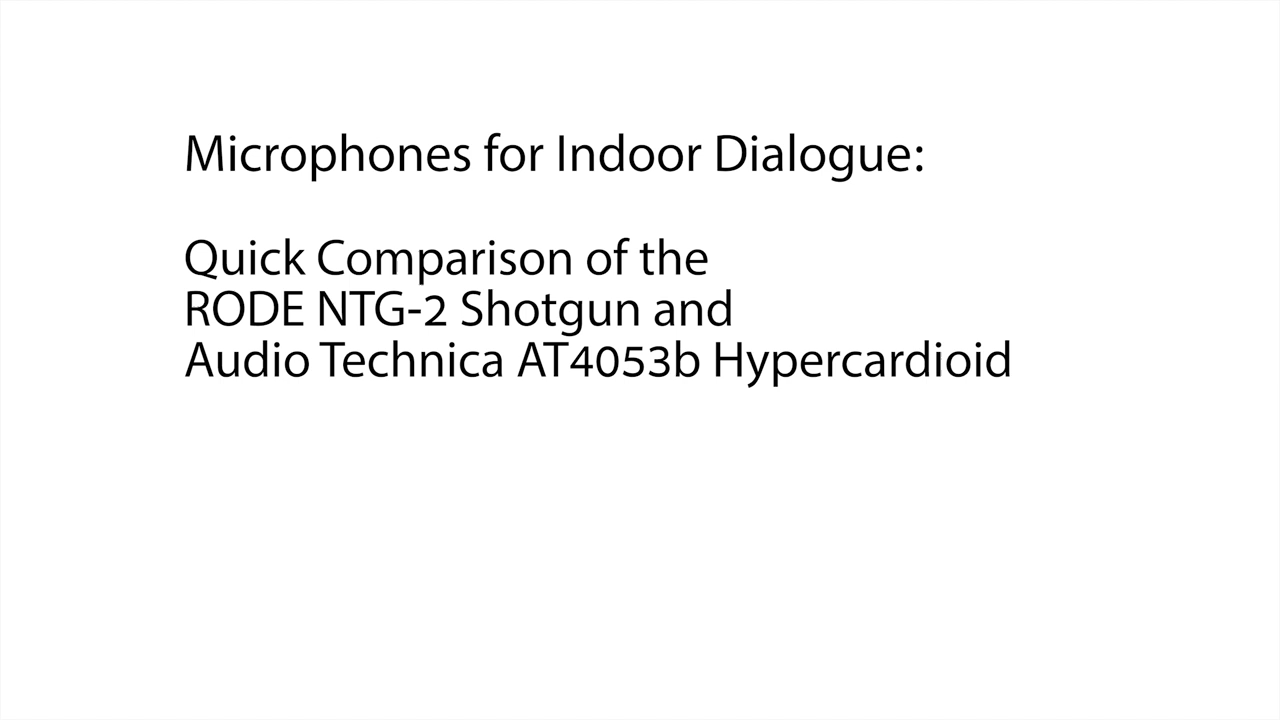 Microphones for Indoor Dialogue:
Quick Comparison of the
RODE NTG-2 Shotgun and
Audio Technica AT4053b Hypercardioid